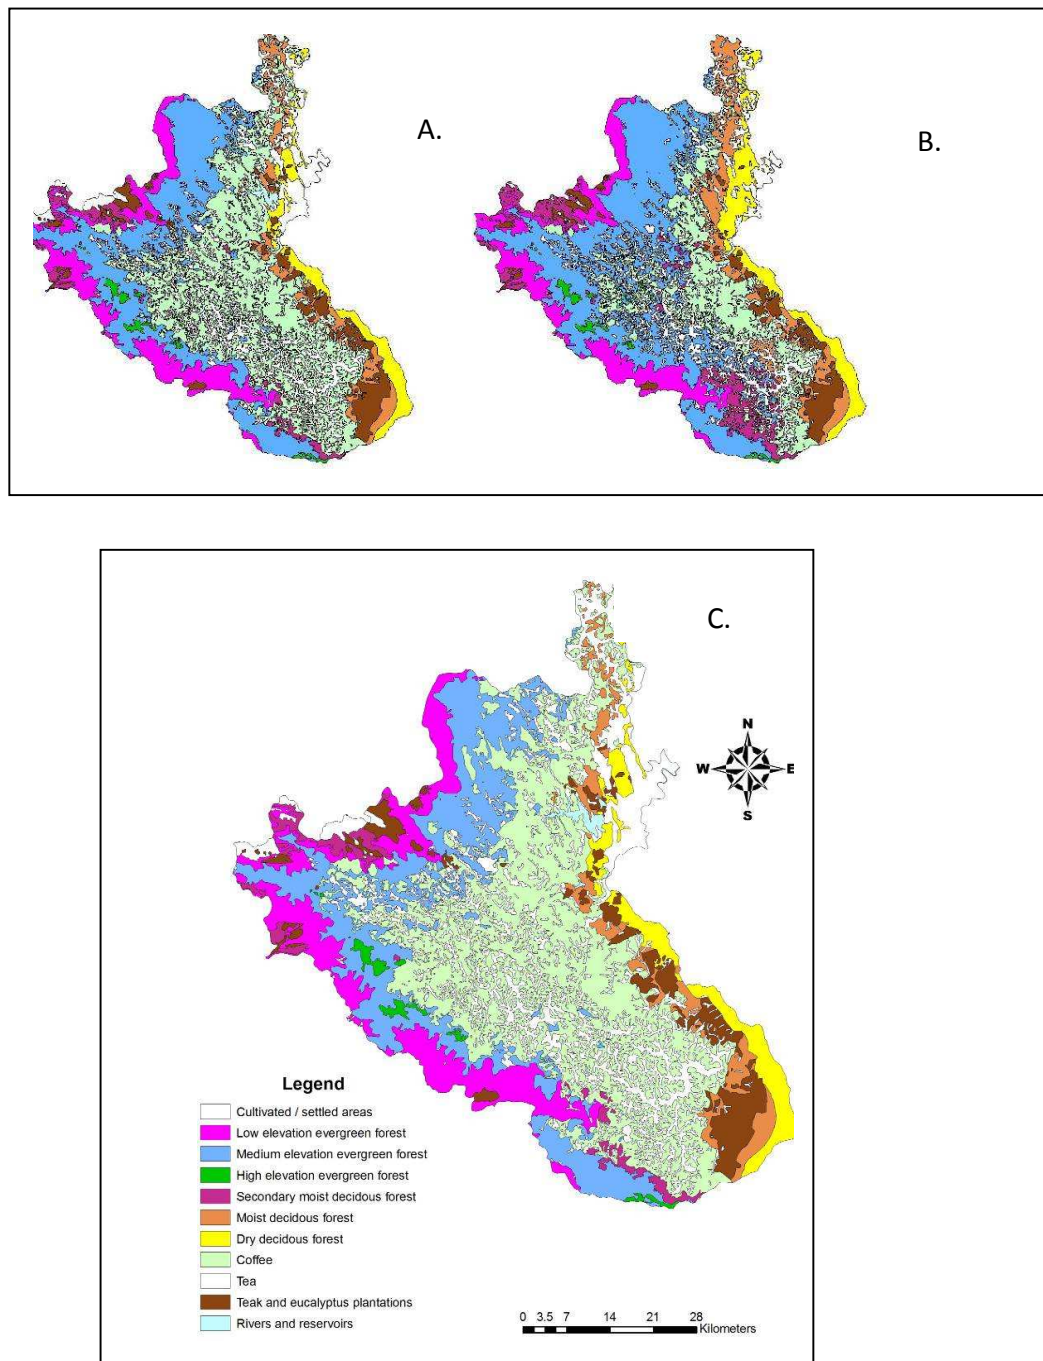 A.
B.
C.
N
W
E
S
Legend
Cultivated / settled areas
Low elevation evergreen forest
Medium elevation evergreen forest
High elevation evergreen forest
Secondary moist decidous forest
Moist decidous forest
Dry decidous forest
Coffee
Tea
Teak and eucalyptus plantations
Rivers and reservoirs
0 3.5 7 14 21 28
Kilometers